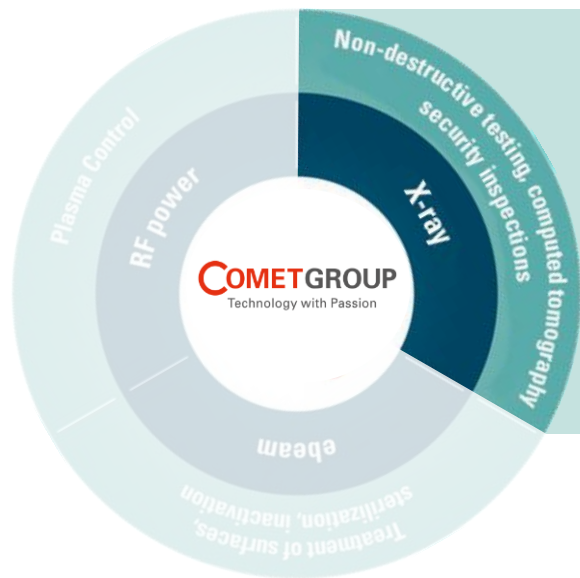 Non-destructive testing, computed tomography
security inspections
X-ray
Plasma Control
RF power
COMETGROUP
Technology with Passion
ebeam
sterilization, inactivation
Treatment of surfaces,